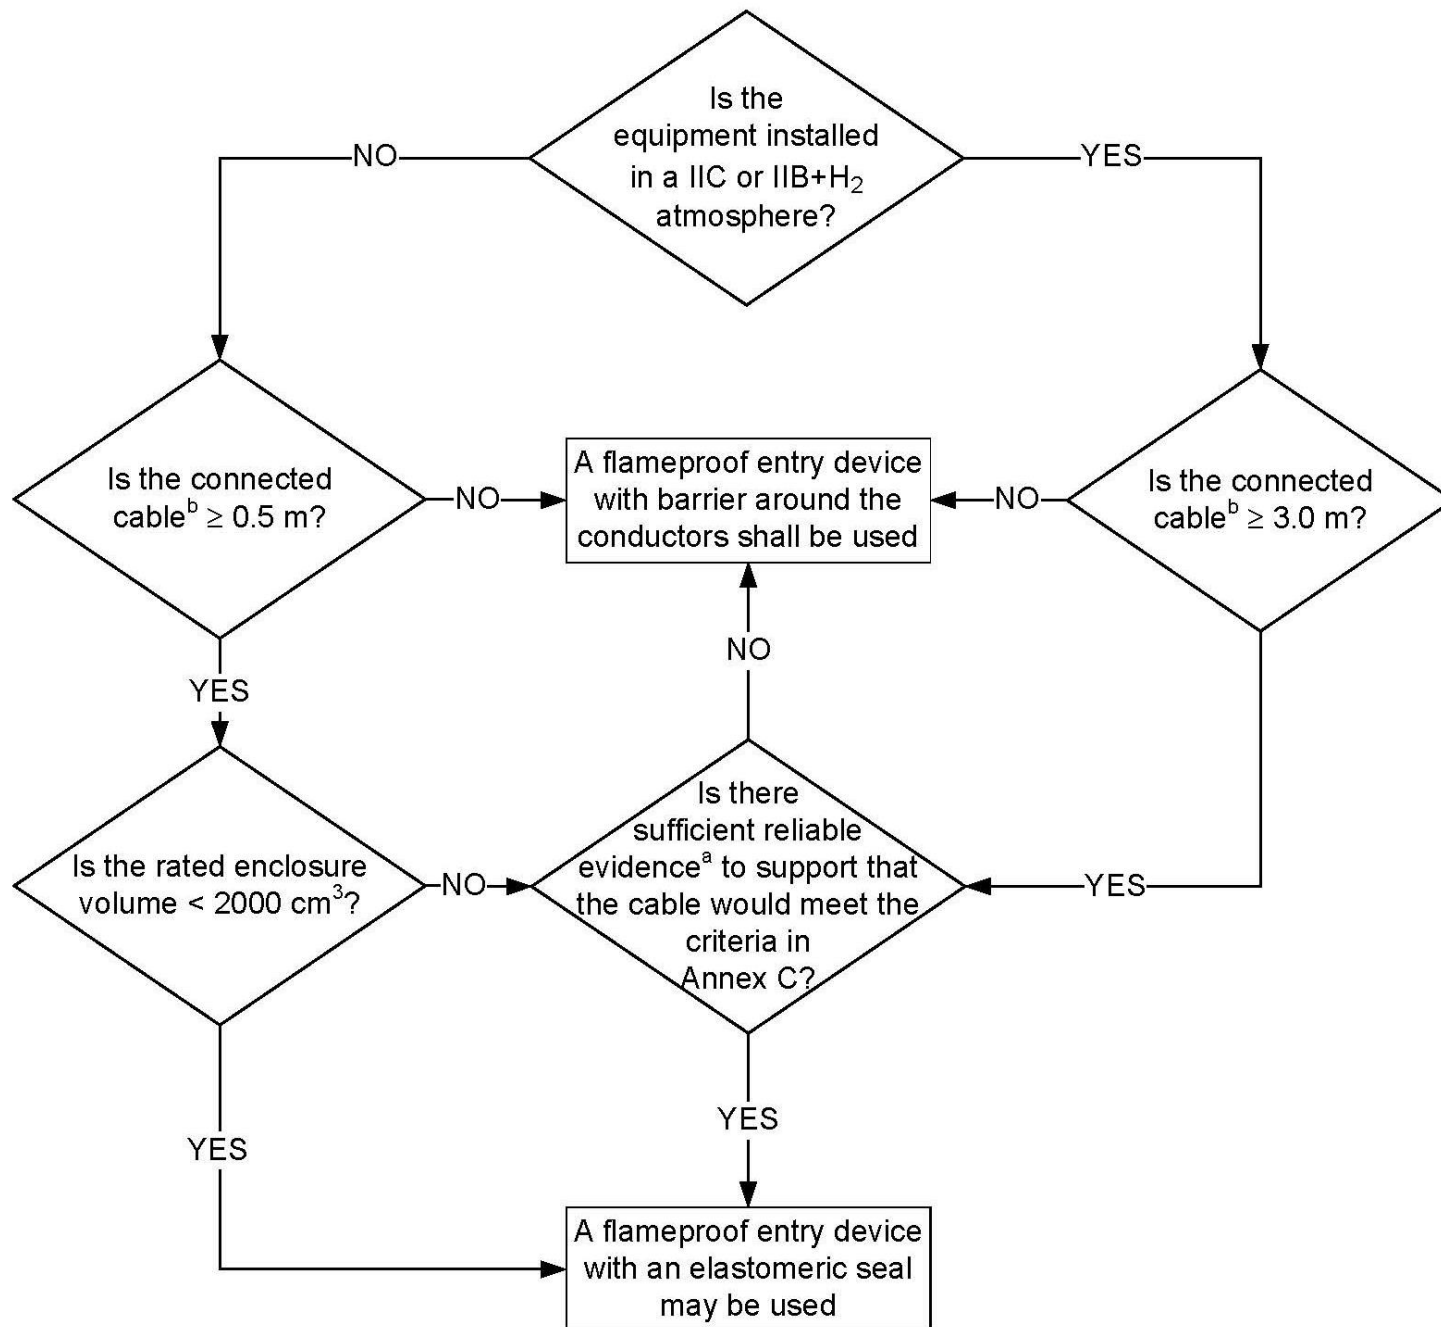 Is the
equipment installed
in a IIC or IIB+H₂
atmosphere?
NO
YES
Is the connected
cableᵇ ≥ 0.5 m?
NO
A flameproof entry device
with barrier around the
conductors shall be used
NO
Is the connected
cableᵇ ≥ 3.0 m?
NO
YES
Is the rated enclosure
volume < 2000 cm³?
NO
Is there
sufficient reliable
evidenceᵃ to support that
the cable would meet the
criteria in
Annex C?
YES
YES
YES
A flameproof entry device
with an elastomeric seal
may be used